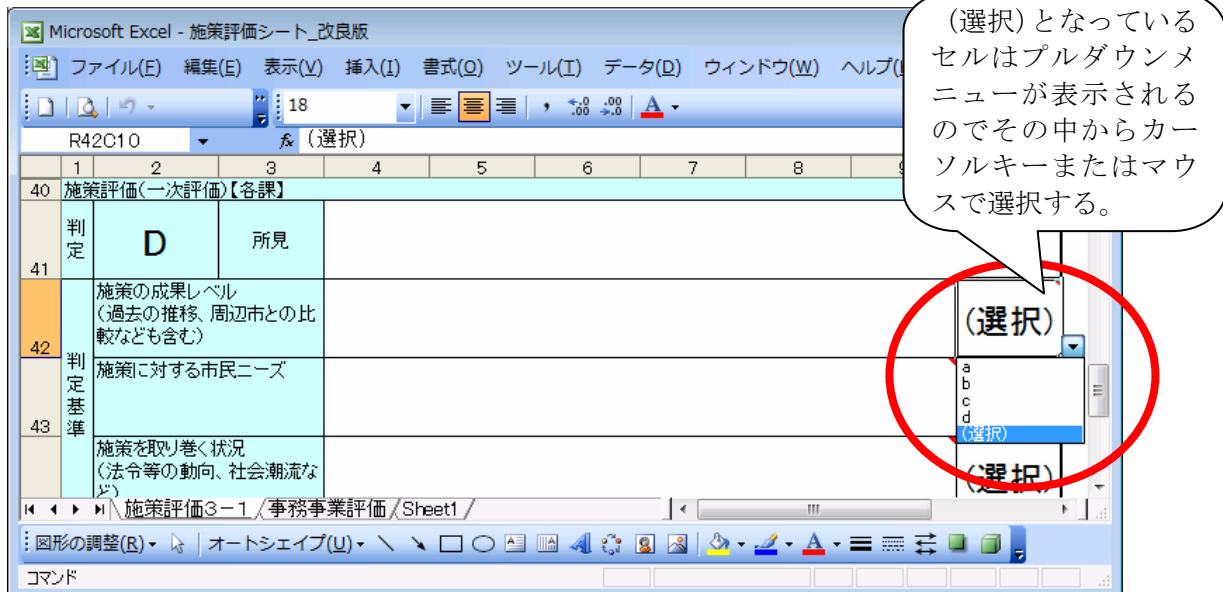 Microsoft Excel - 施策評価シート_改良版
ファイル(F) 編集(E) 表示(V) 挿入(I) 書式(O) ツール(T) データ(D) ウィンドウ(W) ヘルプ(
18
R42C10
fx (選択)
1 2 3 4 5 6 7 8
40 施策評価(一次評価)【各課】
41 判定 D 所見
42
施策の成果レベル
(過去の推移、周辺市との比
較なども含む)
(選択)
判定基準
43 施策に対する市民ニーズ
a
b
c
d
(選択)
施策を取り巻く状況
(法令等の動向、社会潮流な
ど)
(選択)
施策評価3-1 事務事業評価 Sheet1
図形の調整(R) オートシェイプ(U)
コマンド
(選択)となっている
セルはプルダウンメ
ニューが表示される
のでその中からカー
ソルキーまたはマウ
スで選択する。